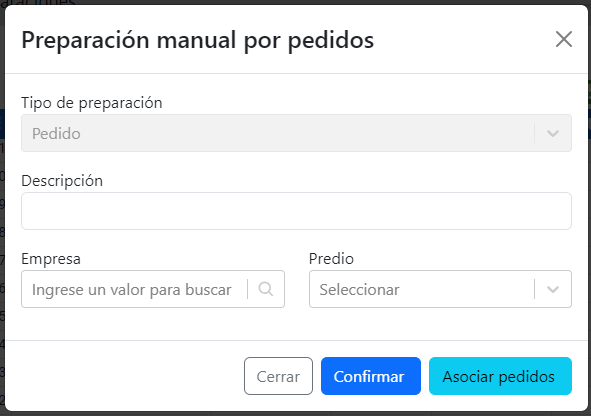 Preparación manual por pedidos
Tipo de preparación
Pedido
Descripción
Empresa
Predio
Ingrese un valor para buscar
Seleccionar
Cerrar
Confirmar
Asociar pedidos